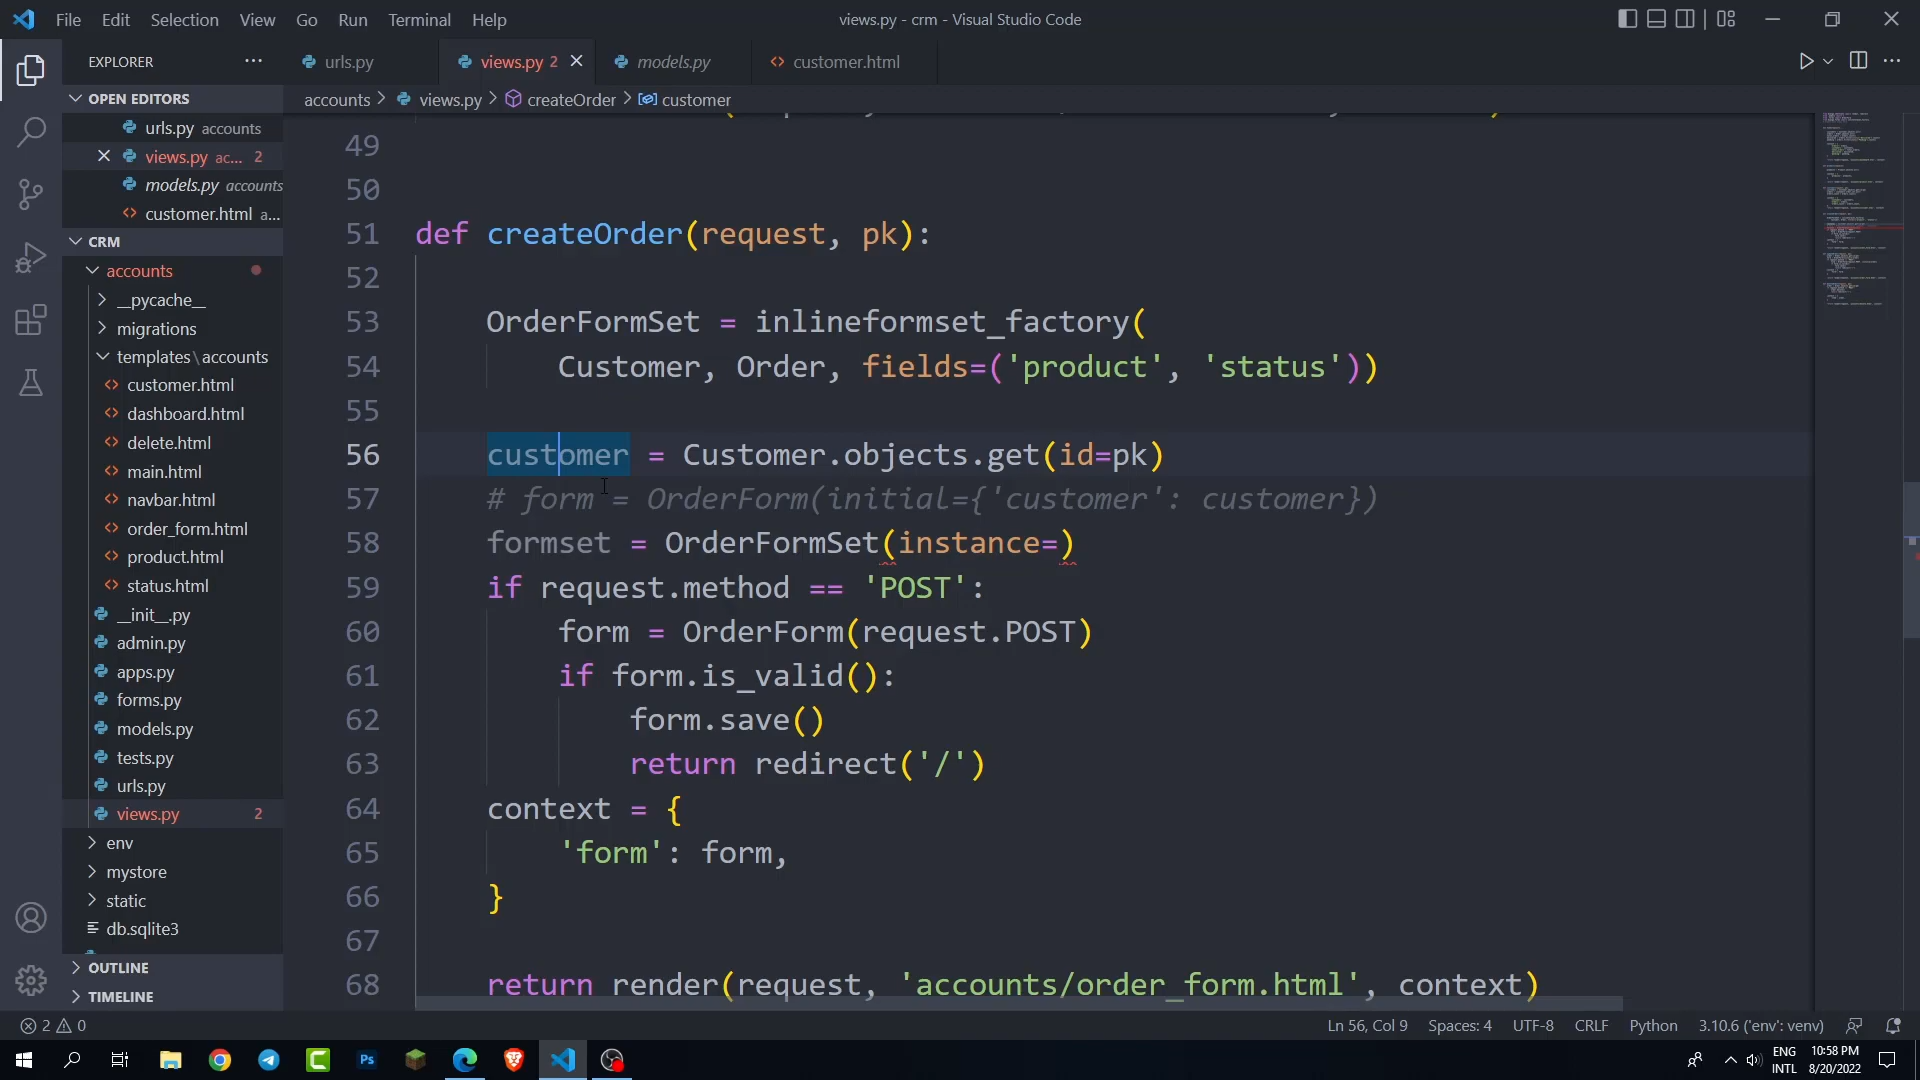 File Edit Selection View Go Run Terminal Help
views.py - crm - Visual Studio Code
EXPLORER
urls.py
views.py 2
models.py
customer.html
OPEN EDITORS
urls.py accounts
views.py ac... 2
models.py accounts
customer.html a...
CRM
accounts
__pycache__
migrations
templates\accounts
customer.html
dashboard.html
delete.html
main.html
navbar.html
order_form.html
product.html
status.html
__init__.py
admin.py
apps.py
forms.py
models.py
tests.py
urls.py
views.py 2
env
mystore
static
db.sqlite3
OUTLINE
TIMELINE
accounts > views.py > createOrder > customer
49
50
51 def createOrder(request, pk):
52
53 OrderFormSet = inlineformset_factory(
54 Customer, Order, fields=('product', 'status'))
55
56 customer = Customer.objects.get(id=pk)
57 # form = OrderForm(initial={'customer': customer})
58 formset = OrderFormSet(instance=)
59 if request.method == 'POST':
60 form = OrderForm(request.POST)
61 if form.is_valid():
62 form.save()
63 return redirect('/')
64 context = {
65 'form': form,
66 }
67
68 return render(request, 'accounts/order_form.html', context)
2 0
Ln 56, Col 9 Spaces: 4 UTF-8 CRLF Python 3.10.6 ('env': venv)
Ps
ENG
INTL
10:58 PM
8/20/2022